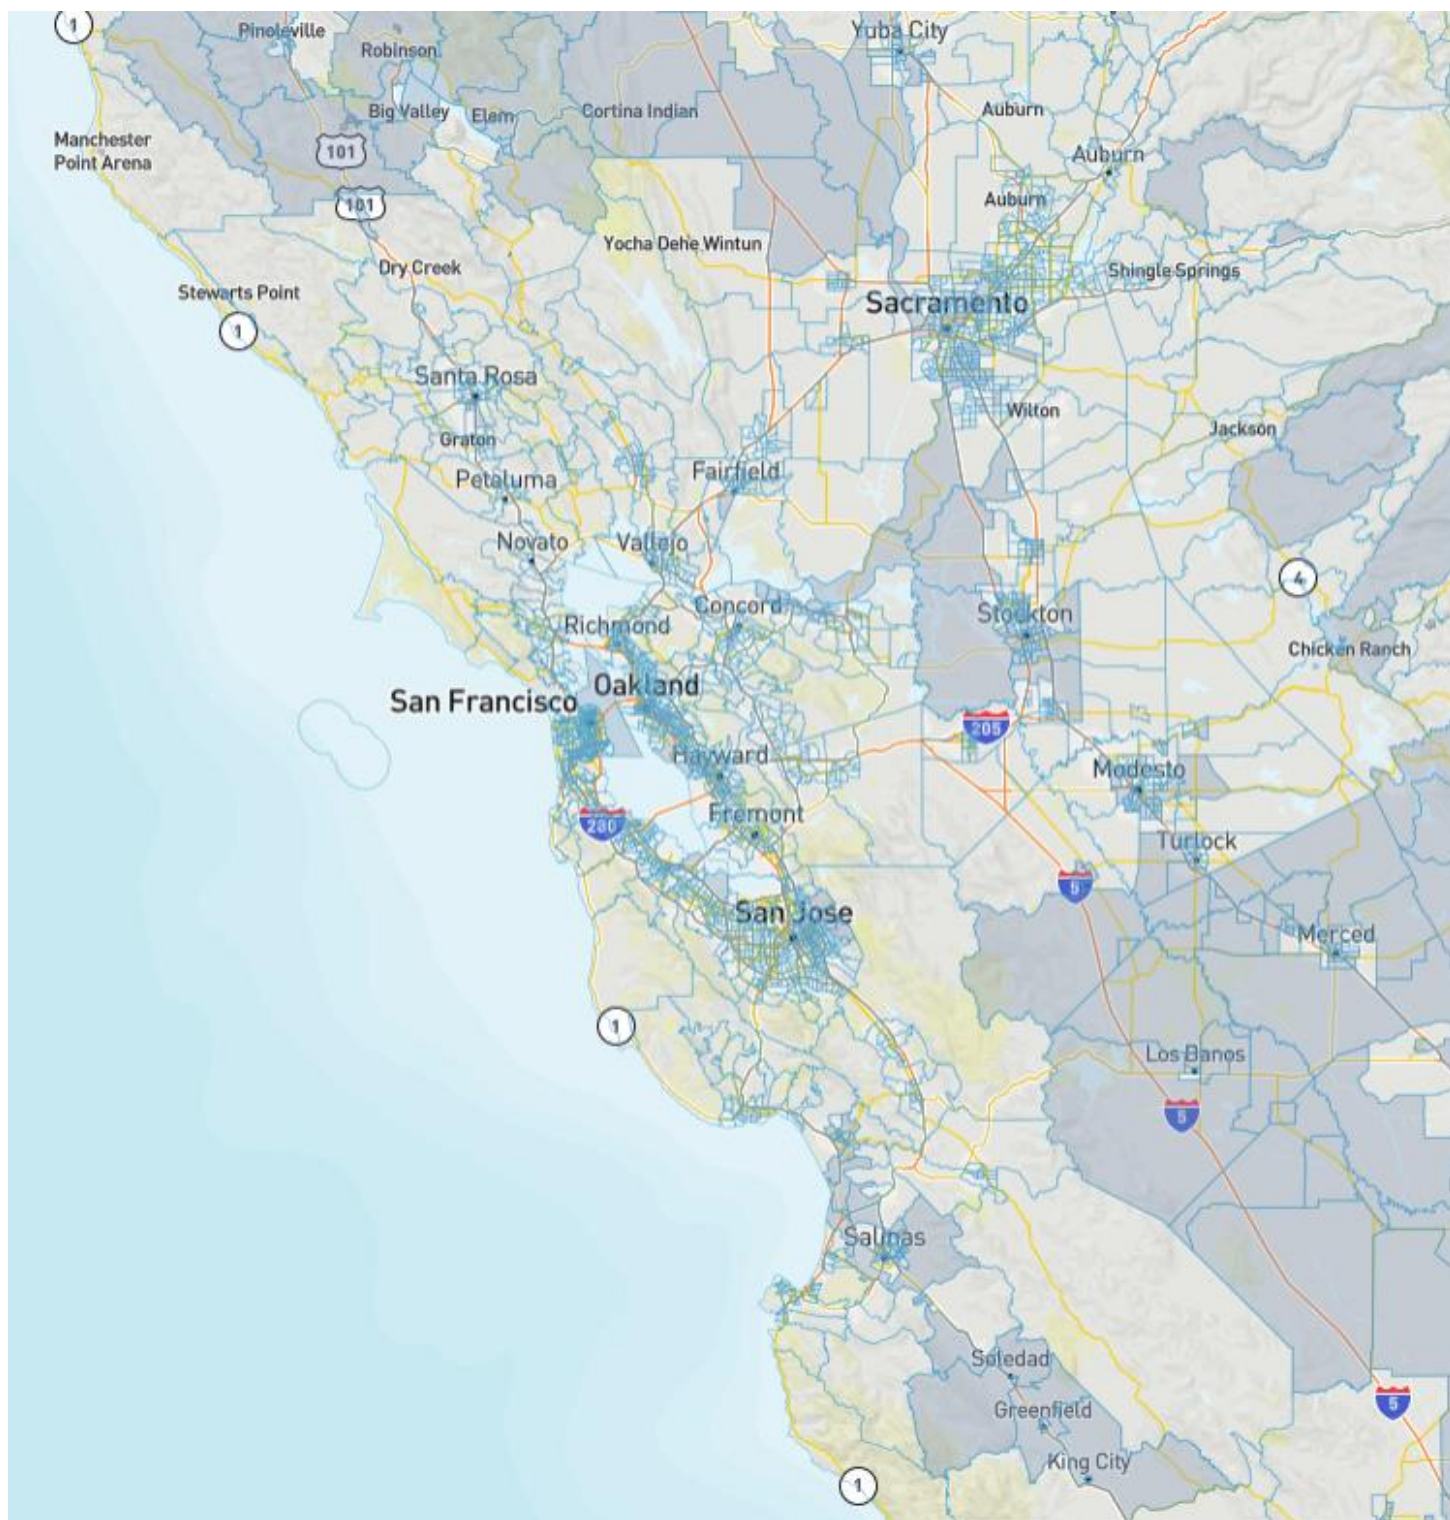 1
Pinoleville
Yuba City
Robinson
Big Valley
Elem
Cortina Indian
Auburn
Manchester
Point Arena
101
Auburn
101
Auburn
Yocha Dehe Wintun
Dry Creek
Shingle Springs
Stewarts Point
Sacramento
1
Santa Rosa
Wilton
Jackson
Graton
Petaluma
Fairfield
Novato
Vallejo
4
Concord
Stockton
Richmond
Chicken Ranch
Oakland
San Francisco
205
Hayward
Modesto
Fremont
280
Turlock
5
San Jose
Merced
1
Los Banos
5
Salinas
Soledad
5
Greenfield
King City
1